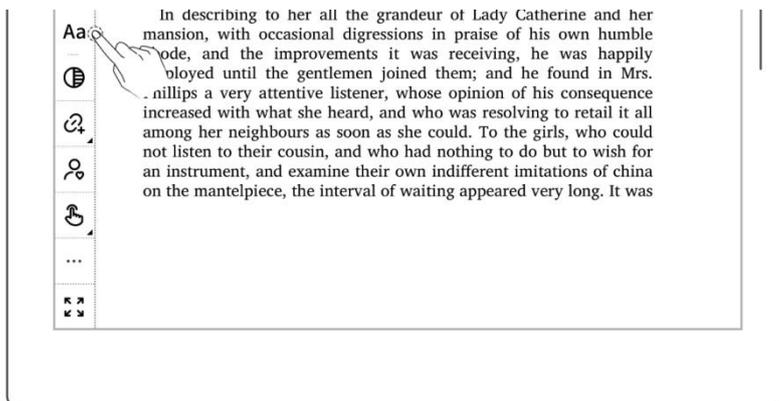 In describing to her all the grandeur of Lady Catherine and her
Aa
mansion, with occasional digressions in praise of his own humble
and the improvements it was receiving, he was happily
until the gentlemen joined them; and he found in Mrs.
a very attentive listener, whose opinion of his consequence
increased with what she heard, and who was resolving to retail it all
among her neighbours as soon as she could. To the girls, who could
not listen to their cousin, and who had nothing to do but to wish for
an instrument, and examine their own indifferent imitations of china
on the mantelpiece, the interval of waiting appeared very long. It was